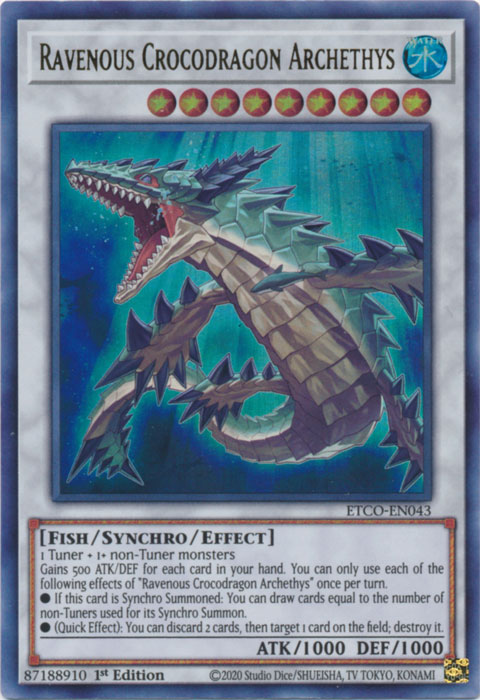 RAVENOUS CROCODRAGON ARCHETHYS
WATER
水
ETCO-EN043
[FISH/SYNCHRO/EFFECT]
1 Tuner + 1+ non-Tuner monsters
Gains 500 ATK/DEF for each card in your hand. You can only use each of the
following effects of "Ravenous Crocodragon Archethys" once per turn.
● If this card is Synchro Summoned: You can draw cards equal to the number of
non-Tuners used for its Synchro Summon.
● (Quick Effect): You can discard 2 cards, then target 1 card on the field; destroy it.
ATK/1000 DEF/1000
87188910 1st Edition ©2020 Studio Dice/SHUEISHA, TV TOKYO, KONAMI